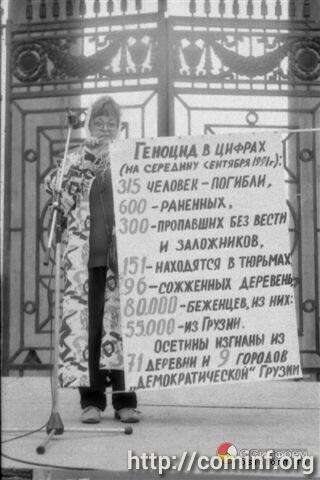 ГЕНОЦИД В ЦИФРАХ
(НА СЕРЕДИНУ СЕНТЯБРЯ 1991г.):
315 ЧЕЛОВЕК – ПОГИБЛИ,
600 – РАНЕННЫХ,
300 – ПРОПАВШИХ БЕЗ ВЕСТИ
И ЗАЛОЖНИКОВ,
151 – НАХОДЯТСЯ В ТЮРЬМАХ
96 – СОЖЖЕННЫХ ДЕРЕВЕНЬ,
80.000 – БЕЖЕНЦЕВ, ИЗ НИХ:
55.000 – ИЗ ГРУЗИИ.
ОСЕТИНЫ ИЗГНАНЫ ИЗ
71 ДЕРЕВНИ И 9 ГОРОДОВ
„ДЕМОКРАТИЧЕСКОЙ" ГРУЗИИ
http://cominf.org